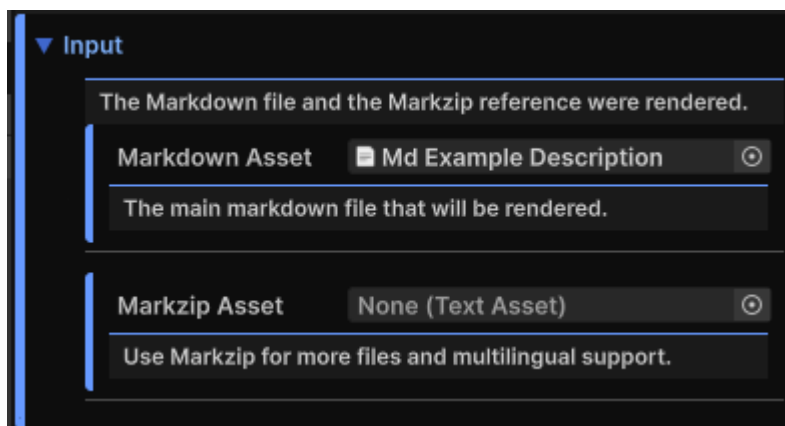 Input
The Markdown file and the Markzip reference were rendered.
Markdown Asset Md Example Description
The main markdown file that will be rendered.
Markzip Asset None (Text Asset)
Use Markzip for more files and multilingual support.